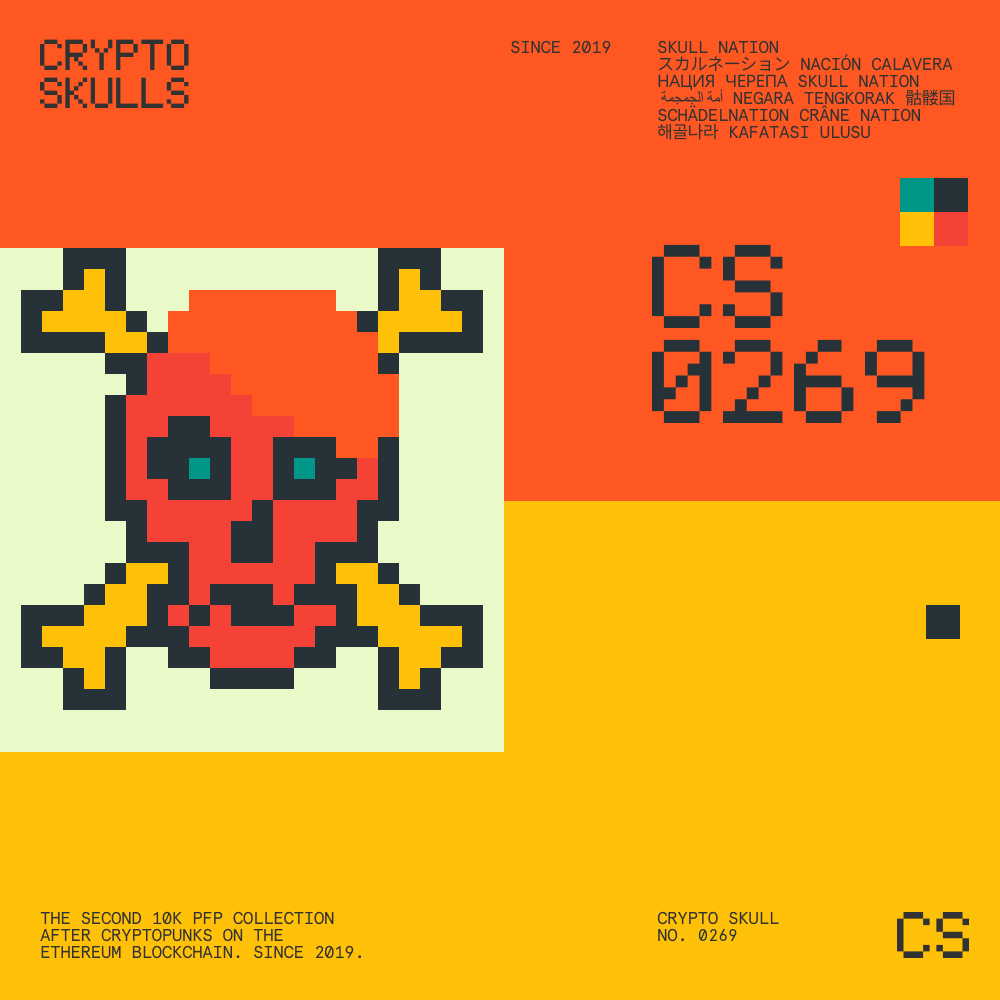 CRYPTO
SKULLS
SINCE 2019
SKULL NATION
スカルネーション NACIÓN CALAVERA
НАЦИЯ ЧЕРЕПА SKULL NATION
أمة الجمجمة NEGARA TENGKORAK 骷髅国
SCHÄDELNATION CRÂNE NATION
해골나라 KAFATASI ULUSU
CS
0269
THE SECOND 10K PFP COLLECTION
AFTER CRYPTOPUNKS ON THE
ETHEREUM BLOCKCHAIN. SINCE 2019.
CRYPTO SKULL
NO. 0269
CS